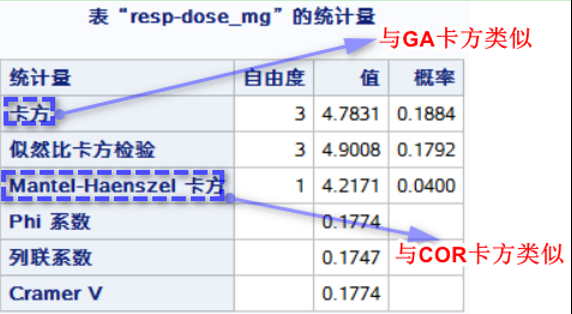 表“resp-dose_mg”的统计量
与GA卡方类似
统计量 自由度 值 概率
卡方 3 4.7831 0.1884
似然比卡方检验 3 4.9008 0.1792
Mantel-Haenszel 卡方 1 4.2171 0.0400
Phi 系数 0.1774
与COR卡方类似
列联系数 0.1747
Cramer V 0.1774